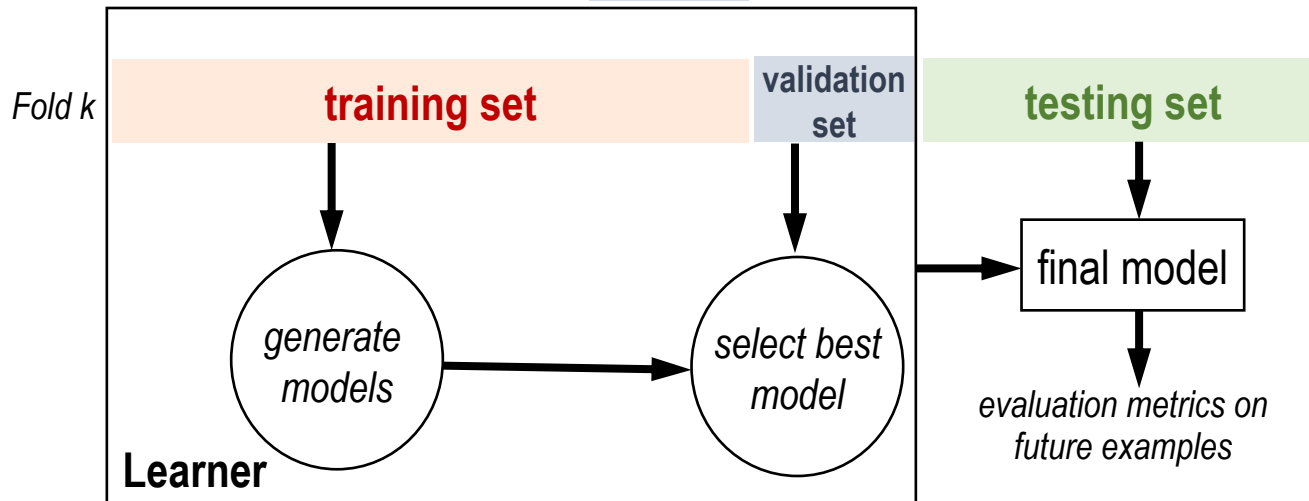 Fold k
training set
validation
set
testing set
generate
models
select best
model
final model
evaluation metrics on
future examples
Learner